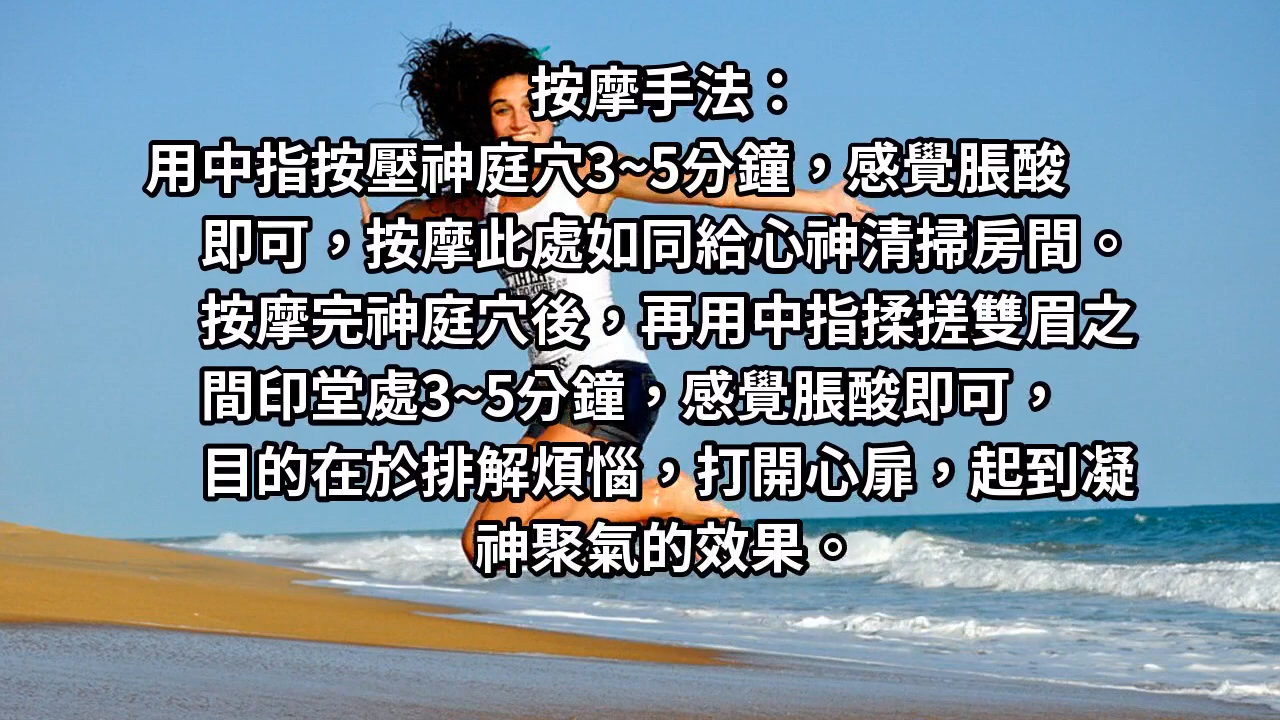 按摩手法：
用中指按壓神庭穴3~5分鐘，感覺脹酸
即可，按摩此處如同給心神清掃房間。
按摩完神庭穴後，再用中指揉搓雙眉之
間印堂處3~5分鐘，感覺脹酸即可，
目的在於排解煩惱，打開心扉，起到凝
神聚氣的效果。